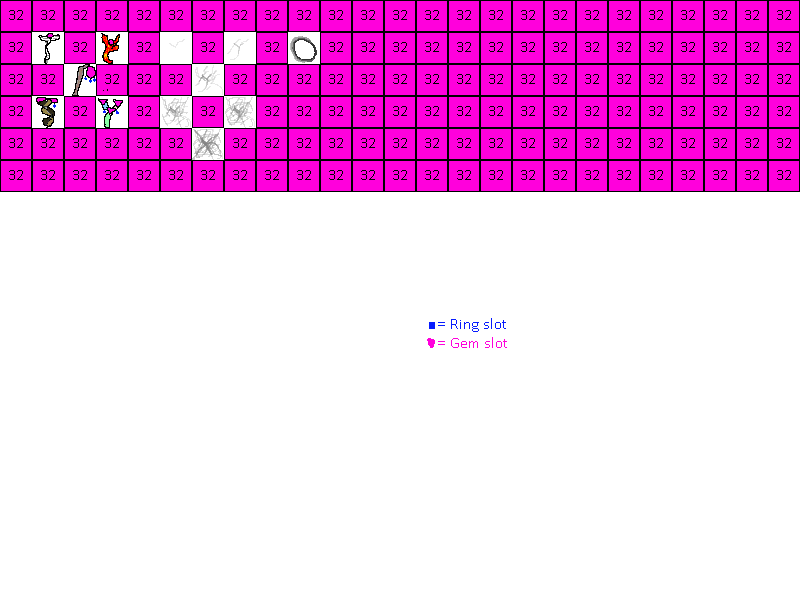 32 32 32 32 32 32 32 32 32 32 32 32 32 32 32 32 32 32 32 32 32 32 32 32 32
32 32 32 32 32 32 32 32 32 32 32 32 32 32 32 32 32 32 32 32
32 32 32 32 32 32 32 32 32 32 32 32 32 32 32 32 32 32 32 32 32 32 32
32 32 32 32 32 32 32 32 32 32 32 32 32 32 32 32 32 32 32 32 32
32 32 32 32 32 32 32 32 32 32 32 32 32 32 32 32 32 32 32 32 32 32 32 32
32 32 32 32 32 32 32 32 32 32 32 32 32 32 32 32 32 32 32 32 32 32 32 32 32
= Ring slot
= Gem slot